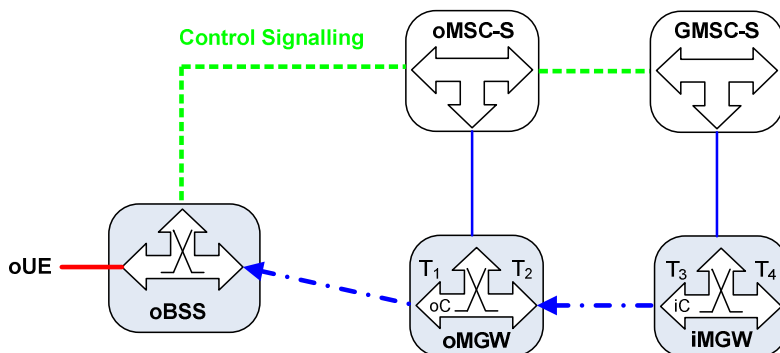 oMSC-S
GMSC-S
Control Signalling
oUE
oBSS
T1
T2
oC
oMGW
T3
T4
iC
iMGW